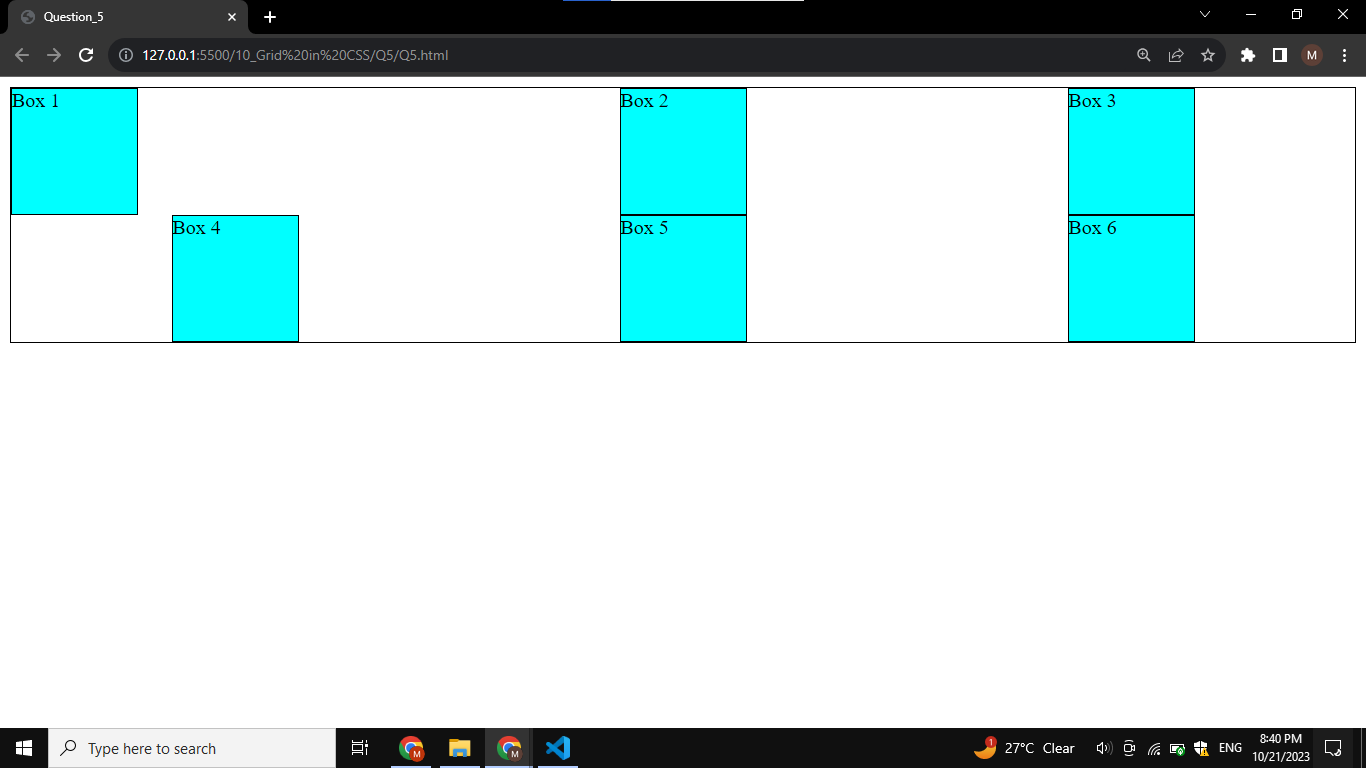 Question_5
127.0.0.1:5500/10_Grid%20in%20CSS/Q5/Q5.html
M
Box 1
Box 2
Box 3
Box 4
Box 5
Box 6
Type here to search
M
M
1
27°C Clear
ENG
8:40 PM
10/21/2023